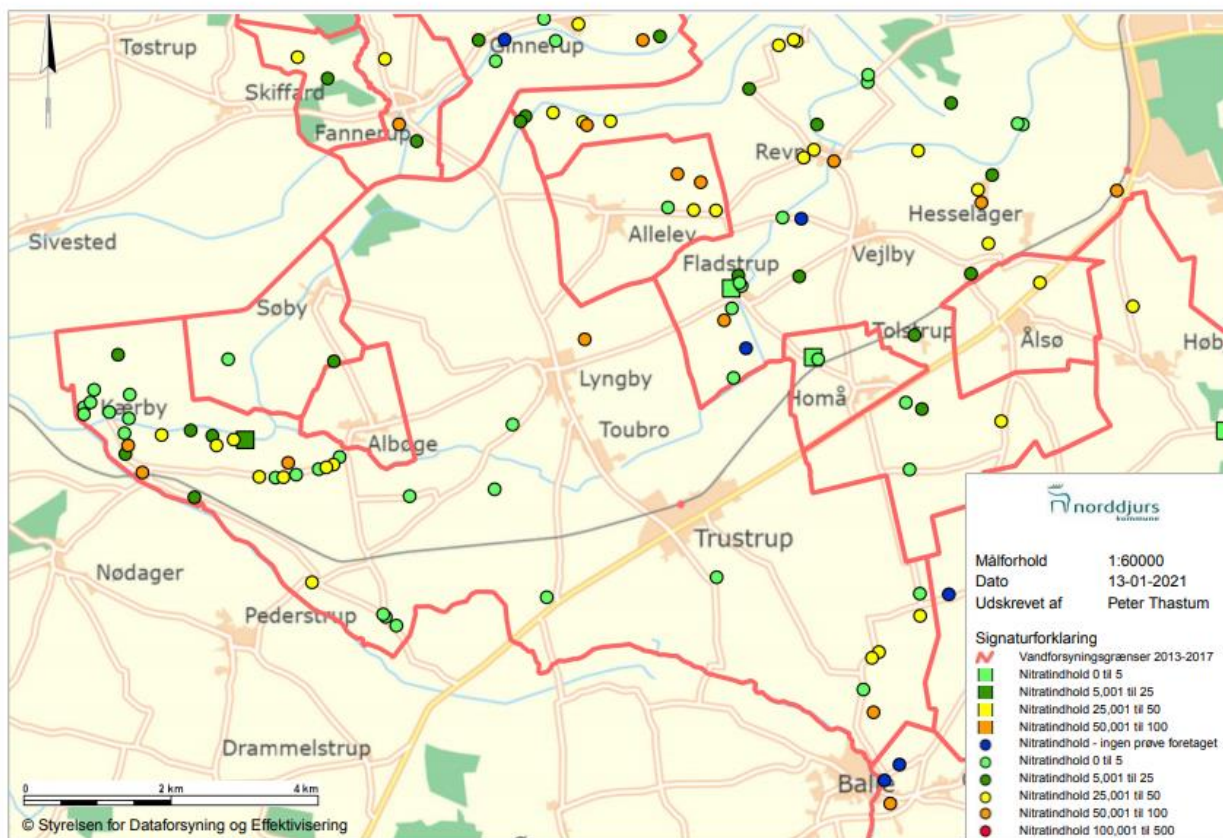 Tøstrup
Ginnerup
Skiffard
Fannerup
Revn
Sivested
Allelev
Hesselager
Fladstrup
Vejlby
Søby
Tolstrup
Ålsø
Høb
Lyngby
Kærby
Homå
Albøge
Toubro
Trustrup
Nødager
Pederstrup
Drammelstrup
Balle
norddjurs
kommune
Målforhold 1:60000
Dato 13-01-2021
Udskrevet af Peter Thastum
Signaturforklaring
Vandforsyningsgrænser 2013-2017
Nitratindhold 0 til 5
Nitratindhold 5,001 til 25
Nitratindhold 25,001 til 50
Nitratindhold 50,001 til 100
Nitratindhold - ingen prøve foretaget
Nitratindhold 0 til 5
Nitratindhold 5,001 til 25
Nitratindhold 25,001 til 50
Nitratindhold 50,001 til 100
Nitratindhold 100,001 til 500
0 2 km 4 km
© Styrelsen for Dataforsyning og Effektivisering